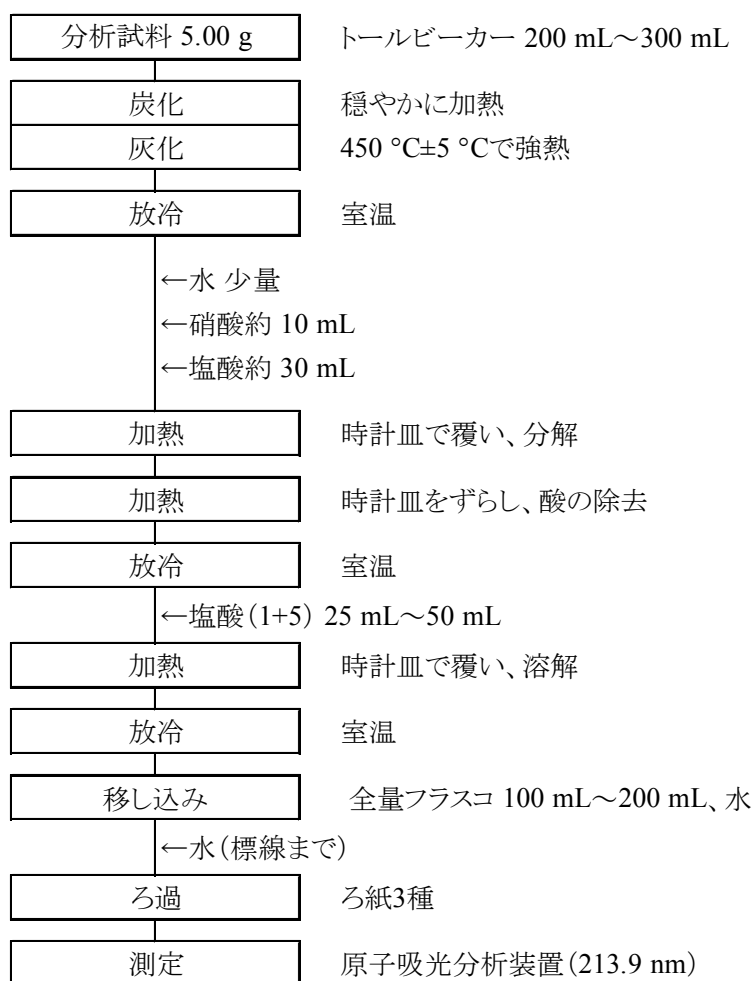 分析試料 5.00 g トールビーカー 200 mL～300 mL
炭化 穏やかに加熱
灰化 450 °C±5 °Cで強熱
放冷 室温
←水 少量
←硝酸約 10 mL
←塩酸約 30 mL
加熱 時計皿で覆い、分解
加熱 時計皿をずらし、酸の除去
放冷 室温
←塩酸（1+5） 25 mL～50 mL
加熱 時計皿で覆い、溶解
放冷 室温
移し込み 全量フラスコ 100 mL～200 mL、水
←水（標線まで）
ろ過 ろ紙3種
測定 原子吸光分析装置（213.9 nm）